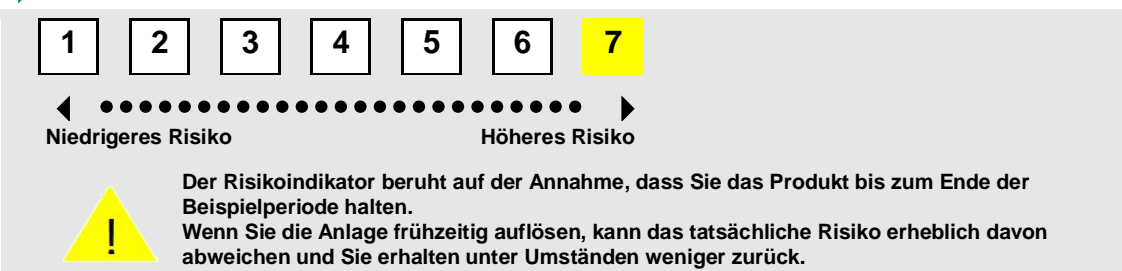 1 2 3 4 5 6 7
Niedrigeres Risiko Höheres Risiko
Der Risikoindikator beruht auf der Annahme, dass Sie das Produkt bis zum Ende der
Beispielperiode halten.
Wenn Sie die Anlage frühzeitig auflösen, kann das tatsächliche Risiko erheblich davon
abweichen und Sie erhalten unter Umständen weniger zurück.
!